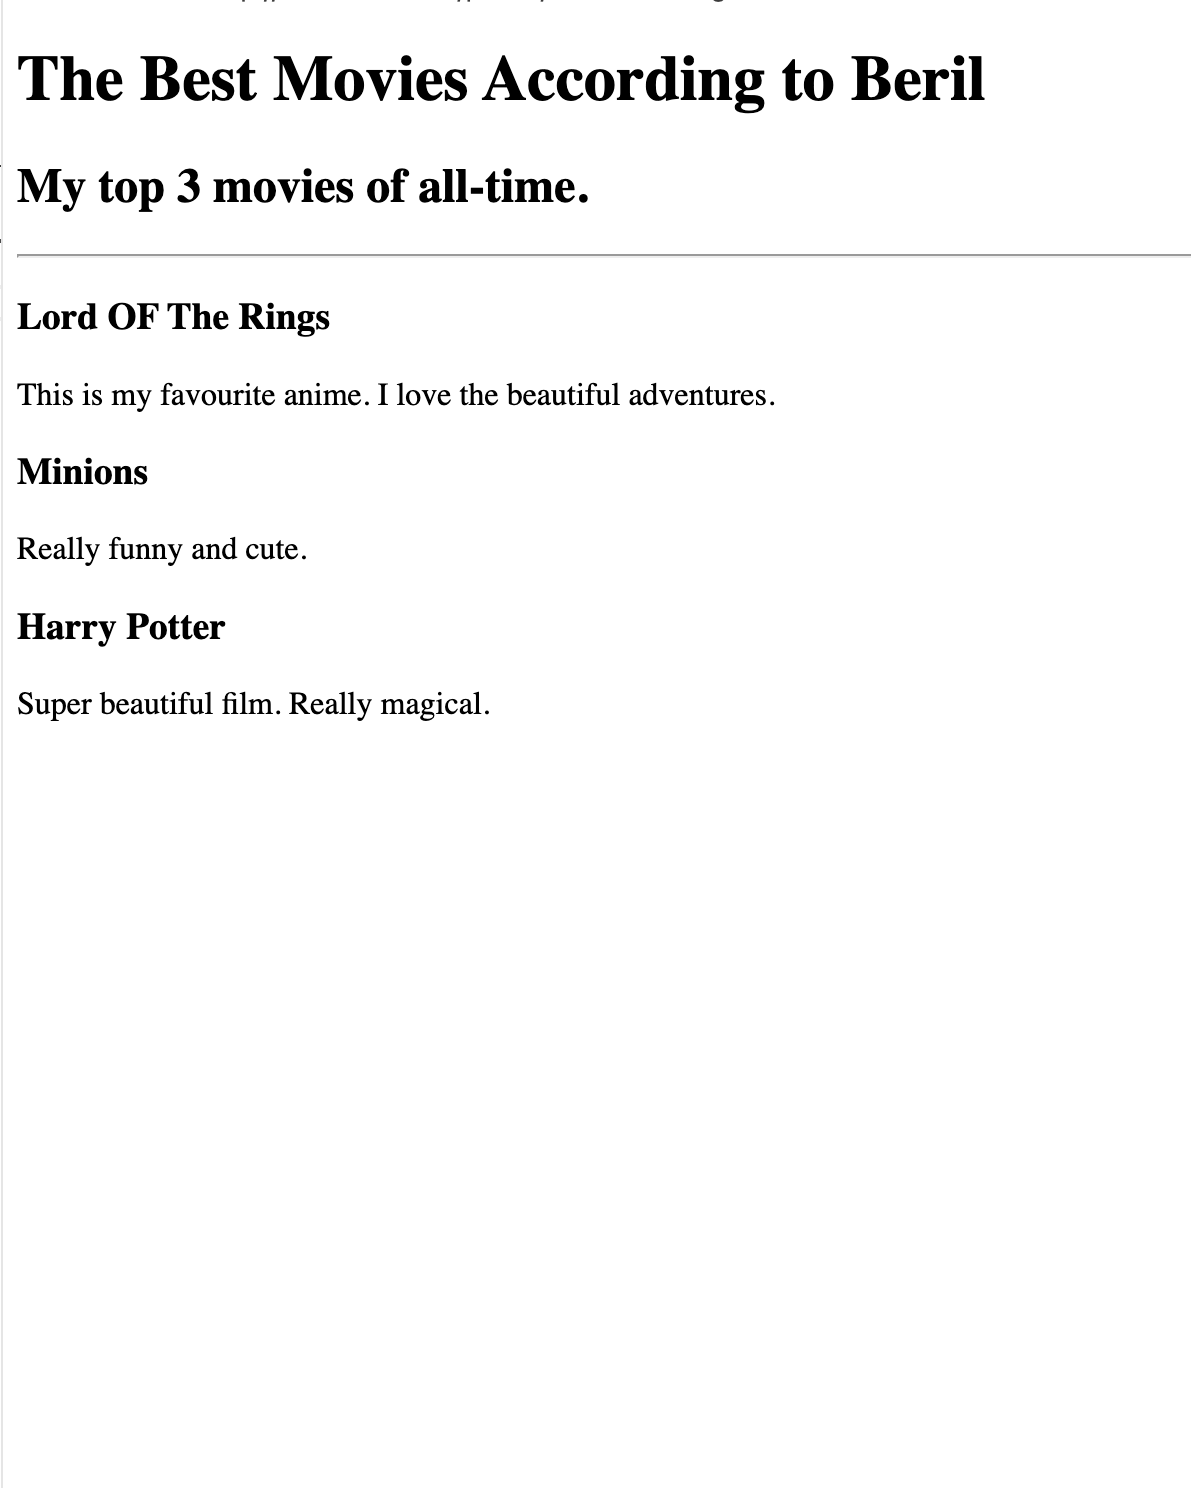 The Best Movies According to Beril
My top 3 movies of all-time.
Lord OF The Rings
This is my favourite anime. I love the beautiful adventures.
Minions
Really funny and cute.
Harry Potter
Super beautiful film. Really magical.